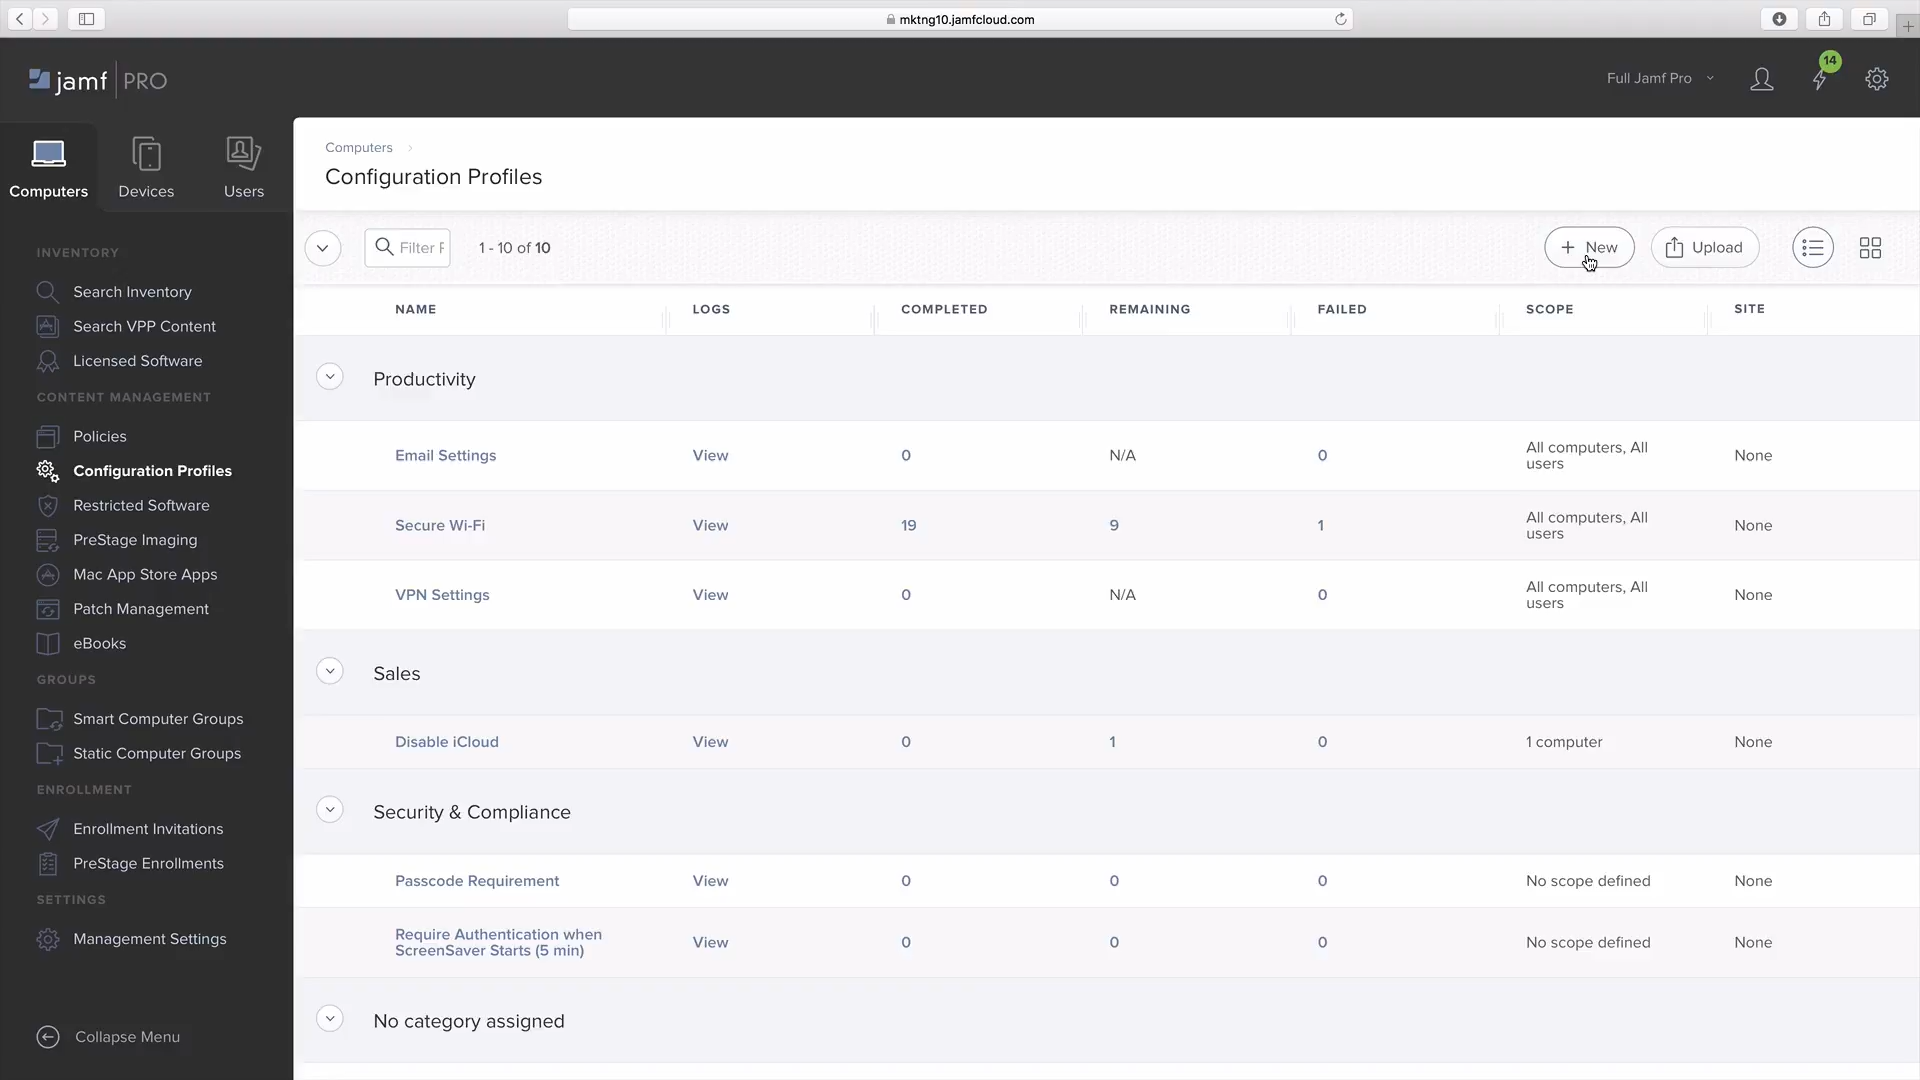 mktng10.jamfcloud.com
jamf PRO
Full Jamf Pro
14
Computers
Devices
Users
Computers
Configuration Profiles
INVENTORY
Search Inventory
Search VPP Content
Licensed Software
CONTENT MANAGEMENT
Policies
Configuration Profiles
Restricted Software
PreStage Imaging
Mac App Store Apps
Patch Management
eBooks
GROUPS
Smart Computer Groups
Static Computer Groups
ENROLLMENT
Enrollment Invitations
PreStage Enrollments
SETTINGS
Management Settings
Collapse Menu
Filter F
1 - 10 of 10
New
Upload
NAME LOGS COMPLETED REMAINING FAILED SCOPE SITE
Productivity
Email Settings View 0 N/A 0 All computers, All users None
Secure Wi-Fi View 19 9 1 All computers, All users None
VPN Settings View 0 N/A 0 All computers, All users None
Sales
Disable iCloud View 0 1 0 1 computer None
Security & Compliance
Passcode Requirement View 0 0 0 No scope defined None
Require Authentication when ScreenSaver Starts (5 min) View 0 0 0 No scope defined None
No category assigned